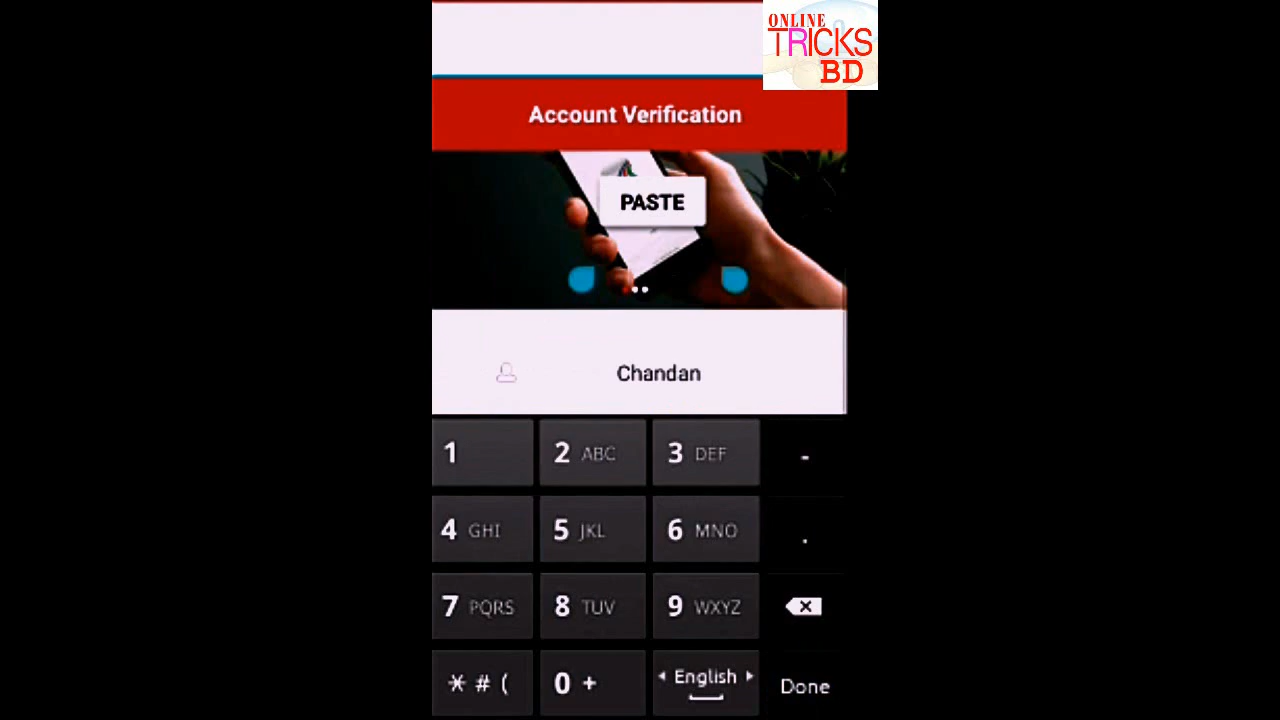 ONLINE
TRICKS
BD
Account Verification
PASTE
Chandan
1
2 ABC
3 DEF
-
4 GHI
5 JKL
6 MNO
.
7 PQRS
8 TUV
9 WXYZ
* # (
0 +
English
Done